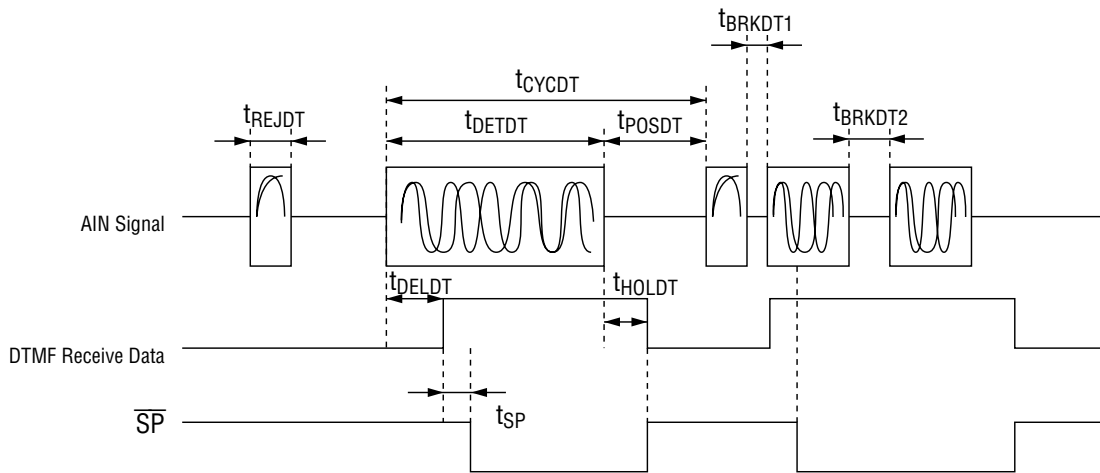 tBRKDT1
tCYCDT
tREJDT
tDETDT
tPOSDT
tBRKDT2
AIN Signal
tDELDT
tHOLDT
DTMF Receive Data
tSP
SP